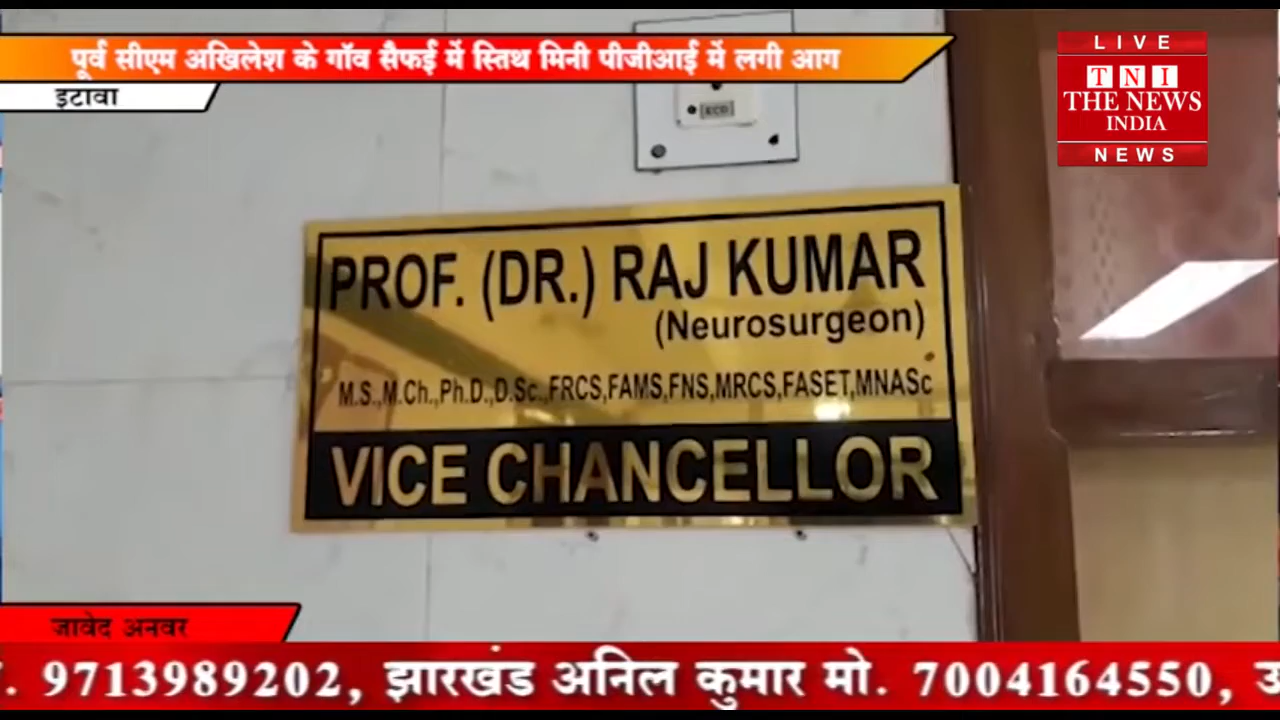 पूर्व सीएम अखिलेश के गॉव सैफई में स्तिथ मिनी पीजीआई में लगी आग
इटावा
LIVE
TNI
THE NEWS
INDIA
NEWS
PROF. (DR.) RAJ KUMAR
(Neurosurgeon)
M.S.,M.Ch.,Ph.D.,D.Sc.,FRCS,FAMS,FNS,MRCS,FASET,MNASc
VICE CHANCELLOR
जावेद अनवर
9713989202, झारखंड अनिल कुमार मो. 7004164550,